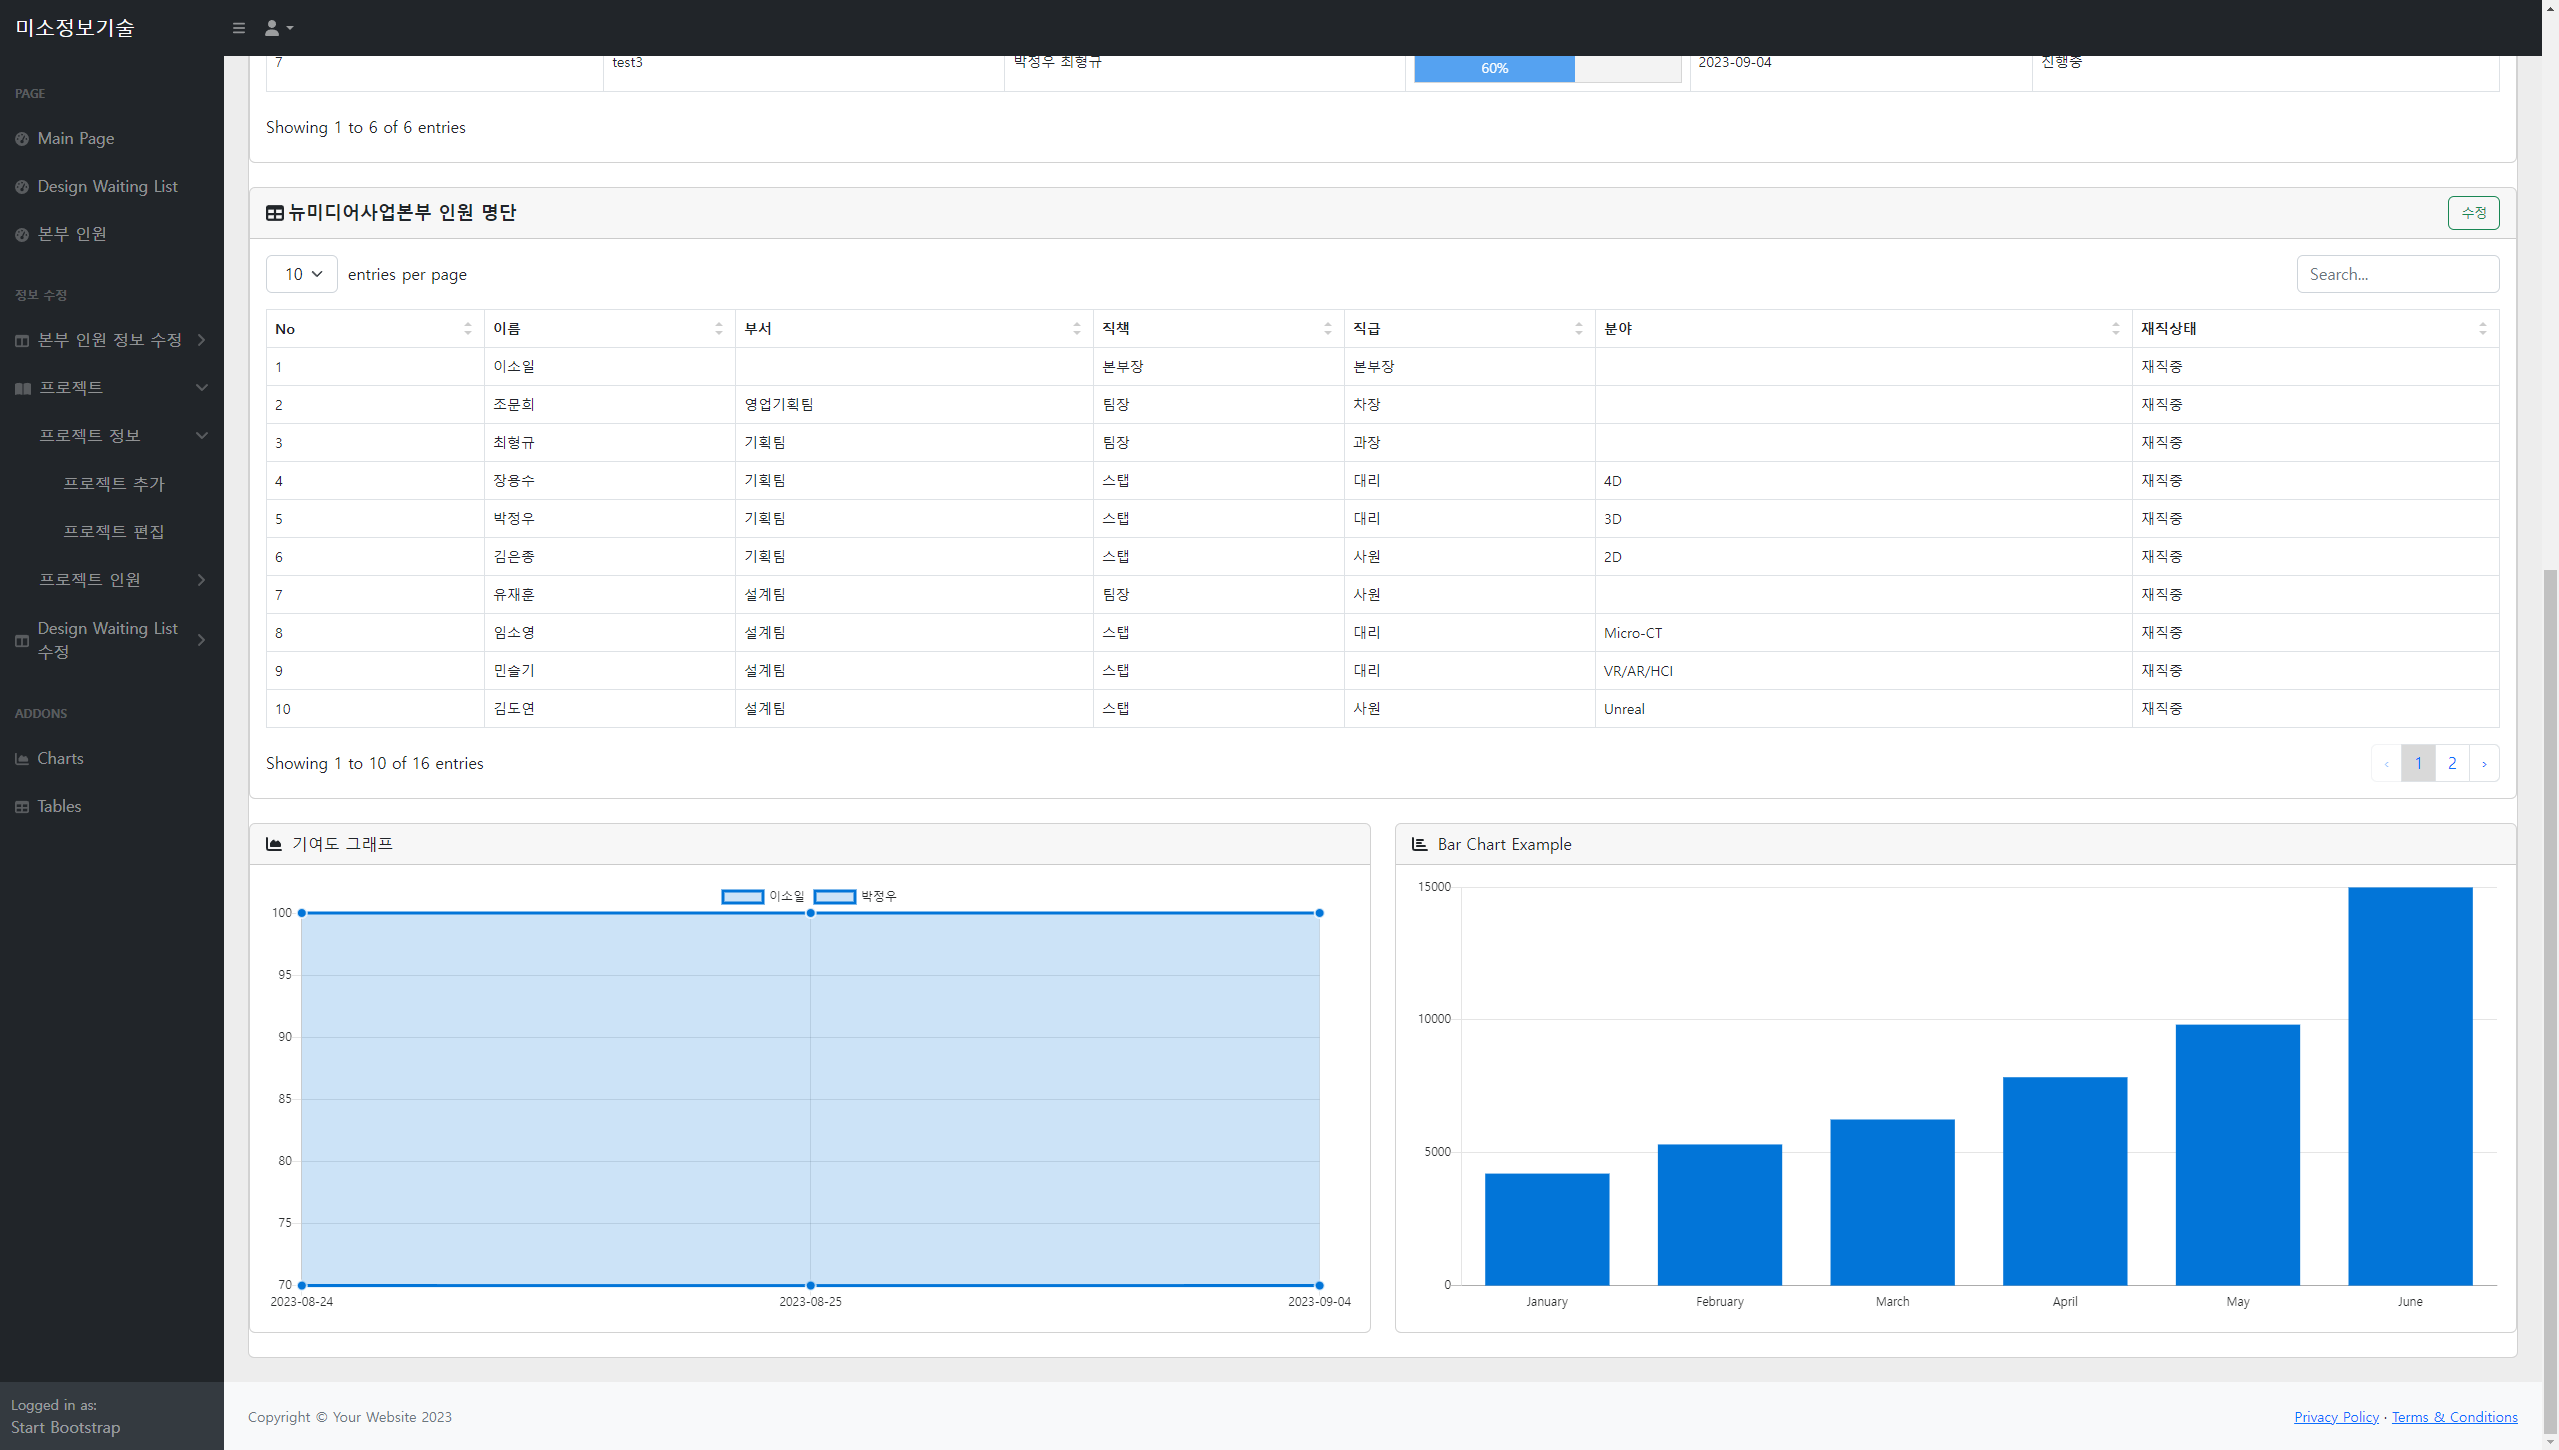 미소정보기술
PAGE
Main Page
Design Waiting List
본부 인원
정보 수정
본부 인원 정보 수정
프로젝트
프로젝트 정보
프로젝트 추가
프로젝트 편집
프로젝트 인원
Design Waiting List
수정
ADDONS
Charts
Tables
Logged in as:
Start Bootstrap
7 test3 박정우 최형규 60% 2023-09-04 진행중
Showing 1 to 6 of 6 entries
뉴미디어사업본부 인원 명단 수정
10 entries per page Search...
No 이름 부서 직책 직급 분야 재직상태
1 이소일 본부장 본부장 재직중
2 조문희 영업기획팀 팀장 차장 재직중
3 최형규 기획팀 팀장 과장 재직중
4 장용수 기획팀 스탭 대리 4D 재직중
5 박정우 기획팀 스탭 대리 3D 재직중
6 김은종 기획팀 스탭 사원 2D 재직중
7 유재훈 설계팀 팀장 사원 재직중
8 임소영 설계팀 스탭 대리 Micro-CT 재직중
9 민슬기 설계팀 스탭 대리 VR/AR/HCI 재직중
10 김도연 설계팀 스탭 사원 Unreal 재직중
Showing 1 to 10 of 16 entries ‹ 1 2 ›
기여도 그래프
이소일 박정우
100
95
90
85
80
75
70
2023-08-24 2023-08-25 2023-09-04
Bar Chart Example
15000
10000
5000
0
January February March April May June
Copyright © Your Website 2023 Privacy Policy · Terms & Conditions